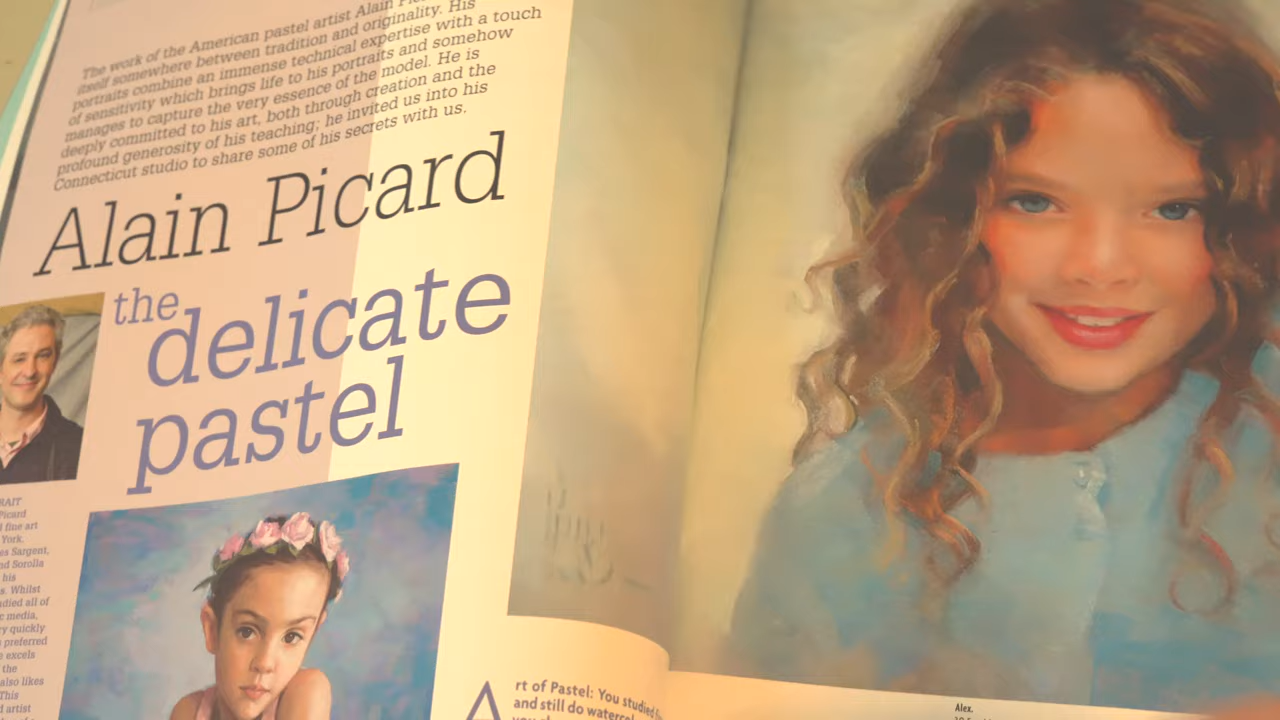 The work of the American pastel artist Alain
itself somewhere between tradition and originality. His
portraits combine an immense technical expertise with a touch
of sensitivity which brings life to his portraits and somehow
manages to capture the very essence of the model. He is
deeply committed to his art, both through creation and the
profound generosity of his teaching; he invited us into his
Connecticut studio to share some of his secrets with us.
Alain Picard
the
delicate
pastel
RAIT
Picard
fine art
York.
Sargent,
nd Sorolla
his
s. Whilst
died all of
media,
ry quickly
preferred
excels
the
also likes
This
artist
A
rt of Pastel: You studied
and still do
Alex.